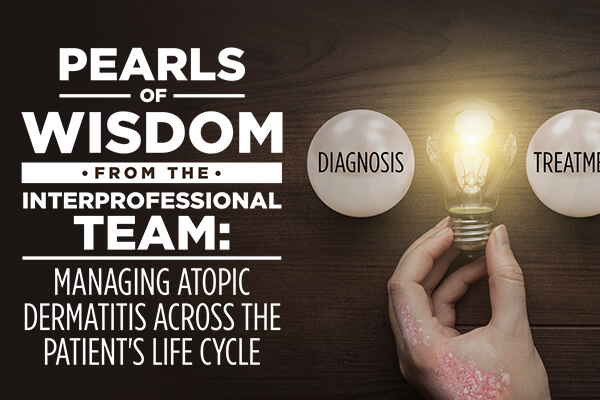 PEARLS
OF
WISDOM
• FROM THE •
INTERPROFESSIONAL
TEAM:
MANAGING ATOPIC
DERMATITIS ACROSS THE
PATIENT'S LIFE CYCLE
DIAGNOSIS